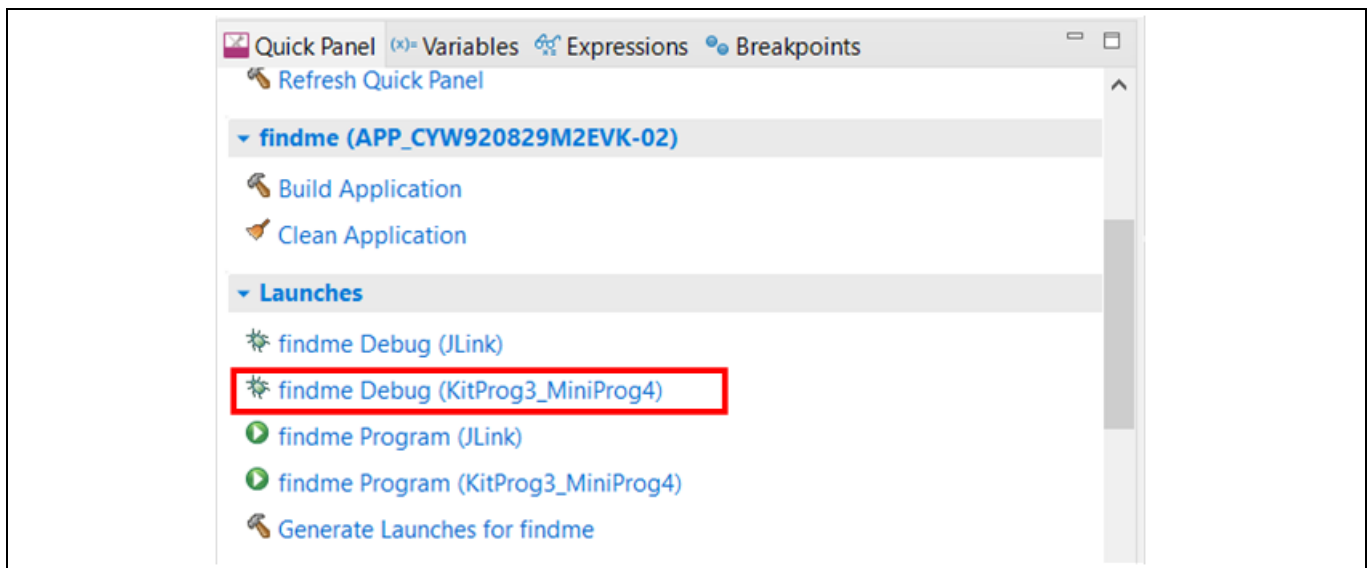 Quick Panel (x)= Variables Expressions Breakpoints
Refresh Quick Panel
findme (APP_CYW920829M2EVK-02)
Build Application
Clean Application
Launches
findme Debug (JLink)
findme Debug (KitProg3_MiniProg4)
findme Program (JLink)
findme Program (KitProg3_MiniProg4)
Generate Launches for findme